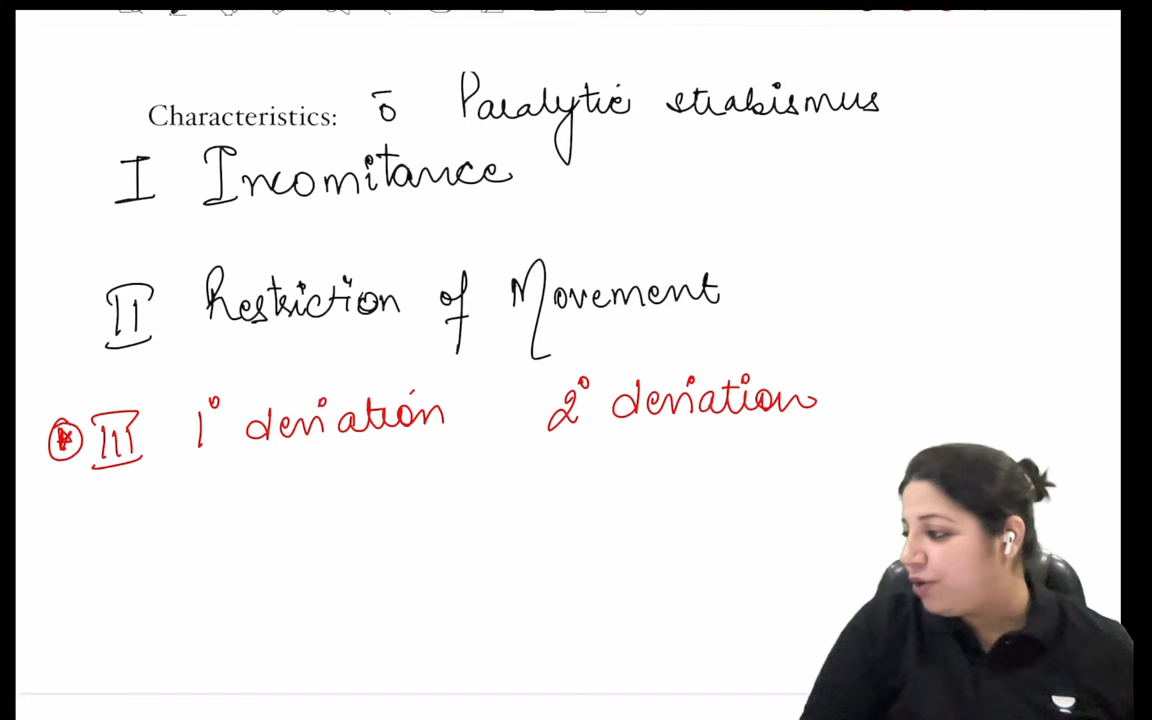 Characteristics: ō Paralytic strabismus
I Incomitance
II Restriction of Movement
III 1° deviation 2° deviation